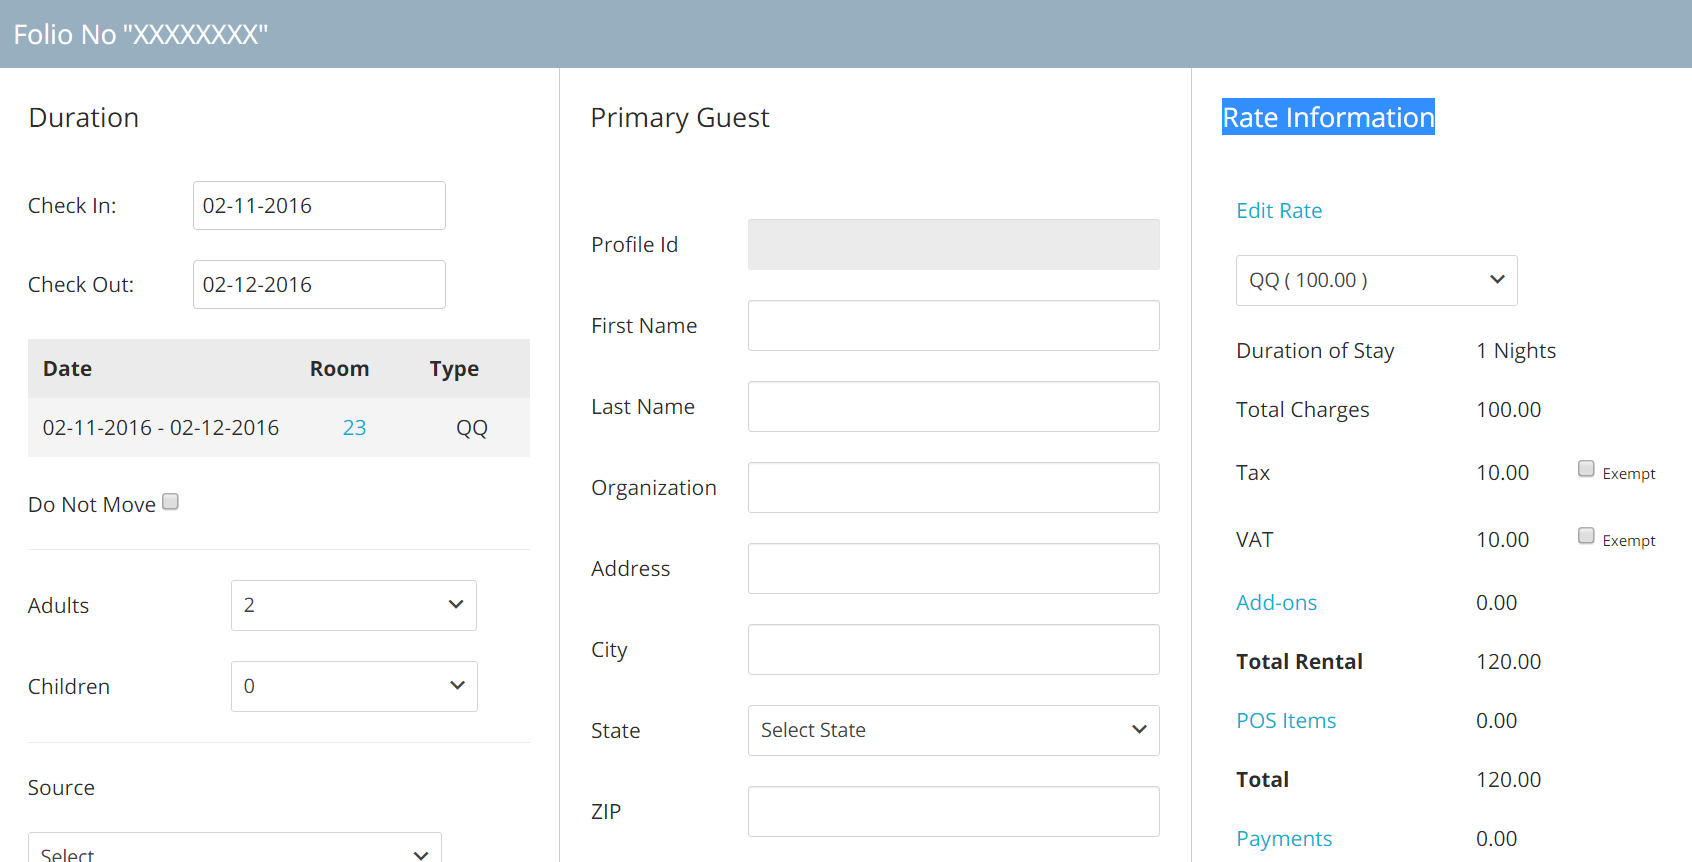 Folio No "XXXXXXXX"
Duration
Check In: 02-11-2016
Check Out: 02-12-2016
Date Room Type
02-11-2016 - 02-12-2016 23 QQ
Do Not Move
Adults 2
Children 0
Source
Select
Primary Guest
Profile Id
First Name
Last Name
Organization
Address
City
State Select State
ZIP
Rate Information
Edit Rate
QQ ( 100.00 )
Duration of Stay 1 Nights
Total Charges 100.00
Tax 10.00 Exempt
VAT 10.00 Exempt
Add-ons 0.00
Total Rental 120.00
POS Items 0.00
Total 120.00
Payments 0.00